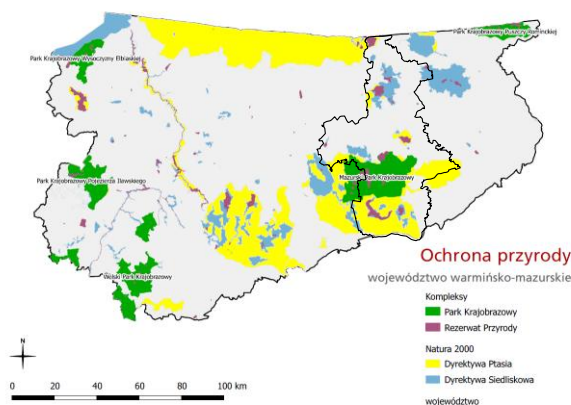 Park Krajobrazowy Puszczy Rominckiej
Park Krajobrazowy Wysoczyzny Elbląskiej
Park Krajobrazowy Pojezierza Iławskiego
Mazurski Park Krajobrazowy
Welski Park Krajobrazowy
Ochrona przyrody
województwo warmińsko-mazurskie
Kompleksy
Park Krajobrazowy
Rezerwat Przyrody
Natura 2000
Dyrektywa Ptasia
Dyrektywa Siedliskowa
województwo
N
0 20 40 60 80 100 km